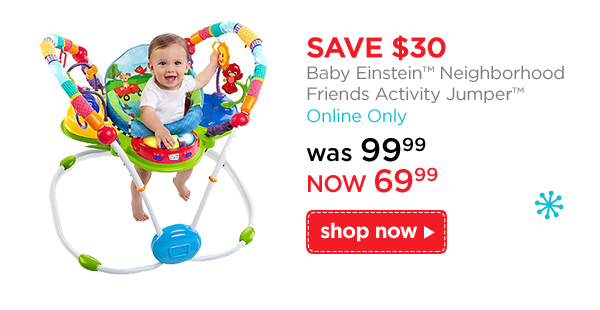 SAVE $30
Baby Einstein™ Neighborhood
Friends Activity Jumper™
Online Only
was 99⁹⁹
NOW 69⁹⁹
shop now ▸